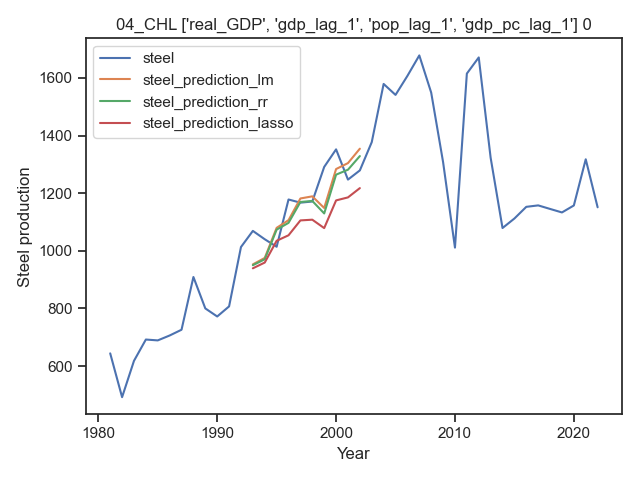 04_CHL ['real_GDP', 'gdp_lag_1', 'pop_lag_1', 'gdp_pc_lag_1'] 0
steel
steel_prediction_lm
steel_prediction_rr
steel_prediction_lasso
Steel production
1600
1400
1200
1000
800
600
1980
1990
2000
2010
2020
Year